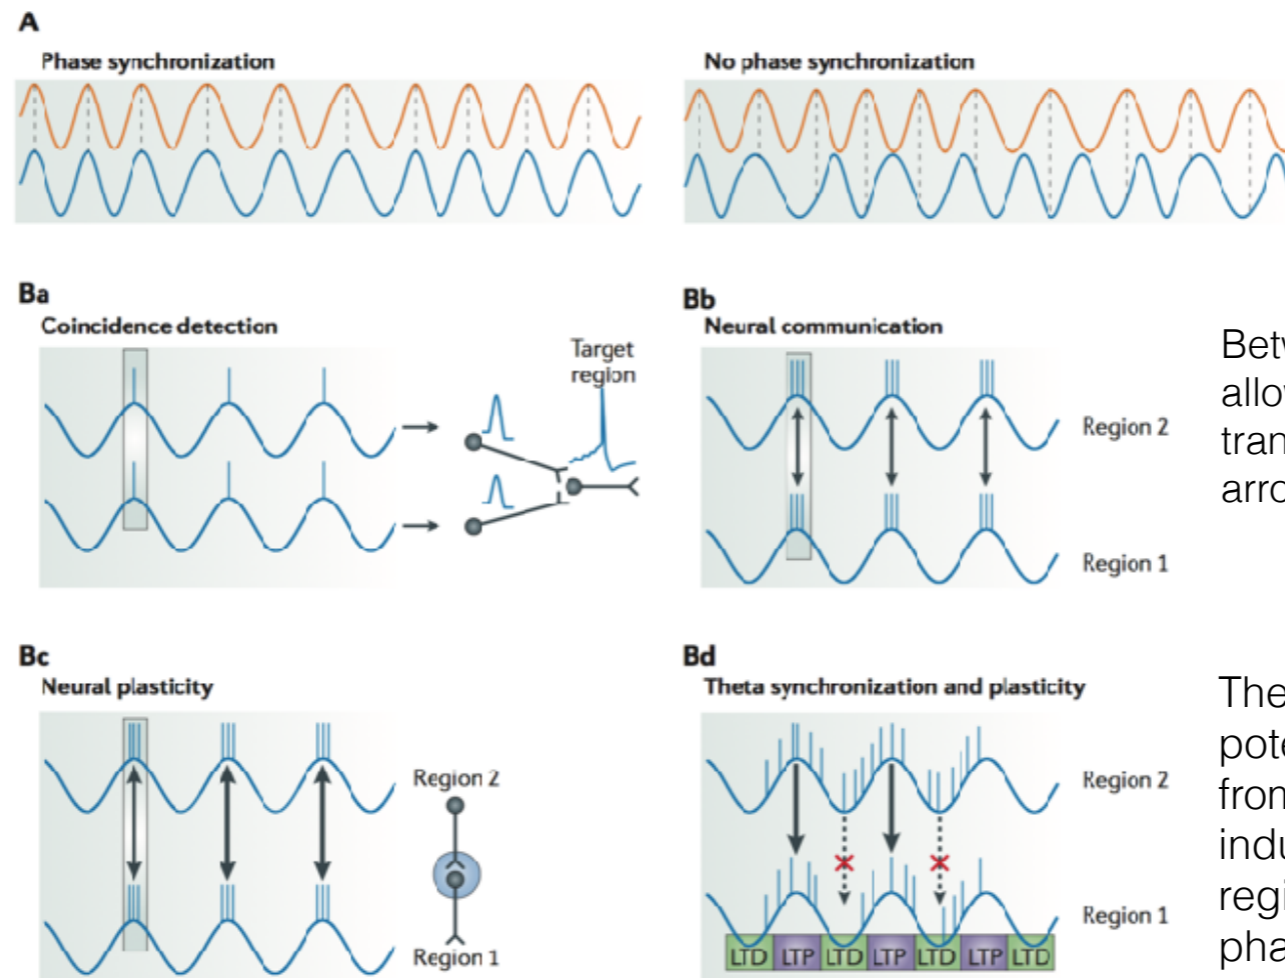 A
Phase synchronization
No phase synchronization
Ba
Coincidence detection
Target
region
Bb
Neural communication
Region 2
Region 1
Bc
Neural plasticity
Region 2
Region 1
Bd
Theta synchronization and plasticity
Region 2
Region 1
LTD LTP LTD LTP LTD LTP LTD